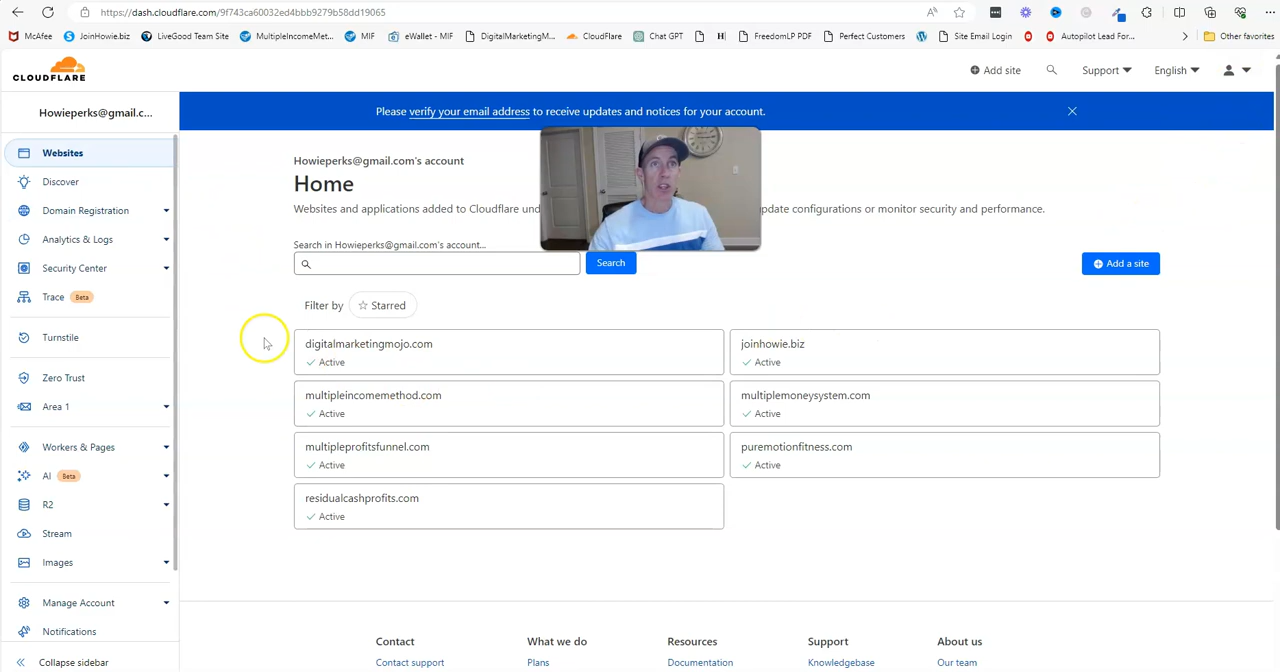 https://dash.cloudflare.com/9f743ca60032ed4bbb9279b58dd19065
McAfee JoinHowie.biz LiveGood Team Site MultipleIncomeMet... MIF eWallet - MIF DigitalMarketingM... CloudFlare Chat GPT H FreedomLP PDF Perfect Customers Site Email Login Autopilot Lead For... Other favorites
CLOUDFLARE
Add site Support English
Howieperks@gmail.c...
Please verify your email address to receive updates and notices for your account.
Websites
Discover
Domain Registration
Analytics & Logs
Security Center
Trace Beta
Turnstile
Zero Trust
Area 1
Workers & Pages
AI Beta
R2
Stream
Images
Manage Account
Notifications
Collapse sidebar
Howieperks@gmail.com's account
Home
Websites and applications added to Cloudflare und update configurations or monitor security and performance.
Search in Howieperks@gmail.com's account...
Search
Add a site
Filter by Starred
digitalmarketingmojo.com
Active
joinhowie.biz
Active
multipleincomemethod.com
Active
multiplemoneysystem.com
Active
multipleprofitsfunnel.com
Active
puremotionfitness.com
Active
residualcashprofits.com
Active
Contact What we do Resources Support About us
Contact support Plans Documentation Knowledgebase Our team